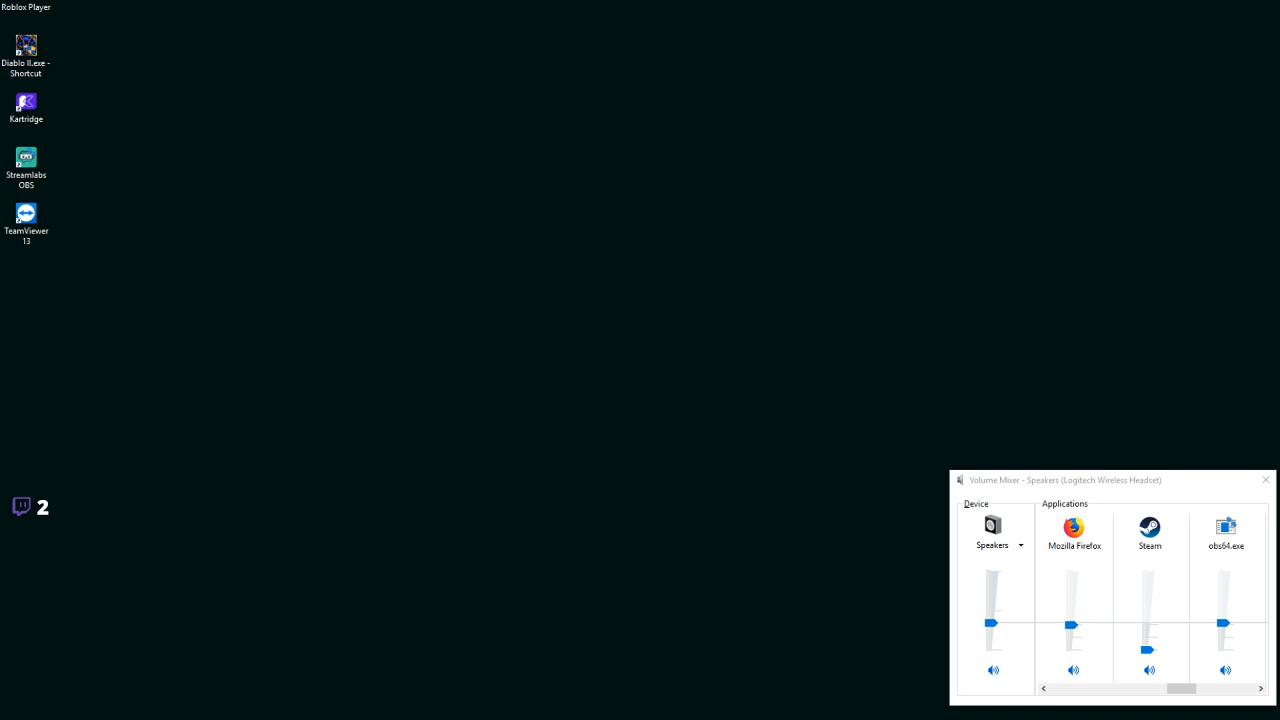 Roblox Player
Diablo II.exe -
Shortcut
Kartridge
Streamlabs
OBS
TeamViewer
13
2
Volume Mixer - Speakers (Logitech Wireless Headset)
Device
Applications
Speakers
Mozilla Firefox
Steam
obs64.exe